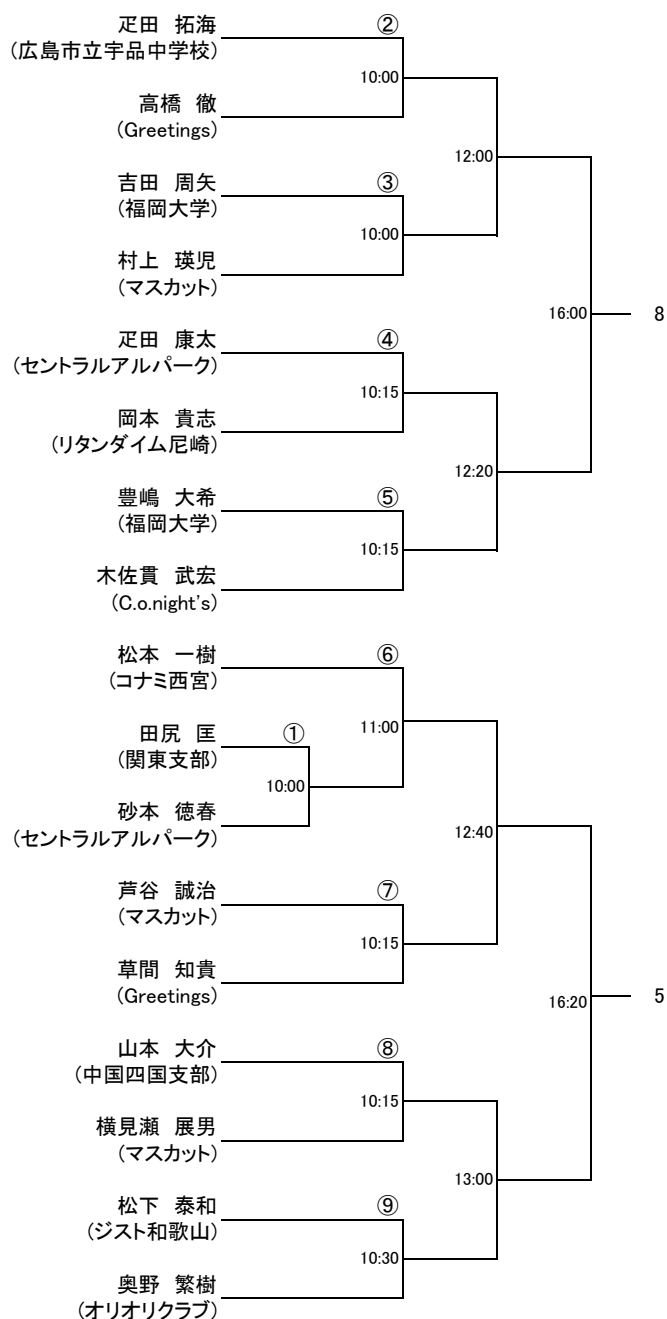 疋田　拓海
(広島市立宇品中学校)
②
10:00
高橋　徹
(Greetings)
12:00
吉田　周矢
(福岡大学)
③
10:00
村上　瑛児
(マスカット)
16:00
8
疋田　康太
(セントラルアルパーク)
④
10:15
岡本　貴志
(リタンダイム尼崎)
12:20
豊嶋　大希
(福岡大学)
⑤
10:15
木佐貫　武宏
(C.o.night's)
松本　一樹
(コナミ西宮)
⑥
11:00
田尻　匡
(関東支部)
①
10:00
砂本　徳春
(セントラルアルパーク)
12:40
芦谷　誠治
(マスカット)
⑦
10:15
草間　知貴
(Greetings)
16:20
5
山本　大介
(中国四国支部)
⑧
10:15
横見瀬　展男
(マスカット)
13:00
松下　泰和
(ジスト和歌山)
⑨
10:30
奥野　繁樹
(オリオリクラブ)